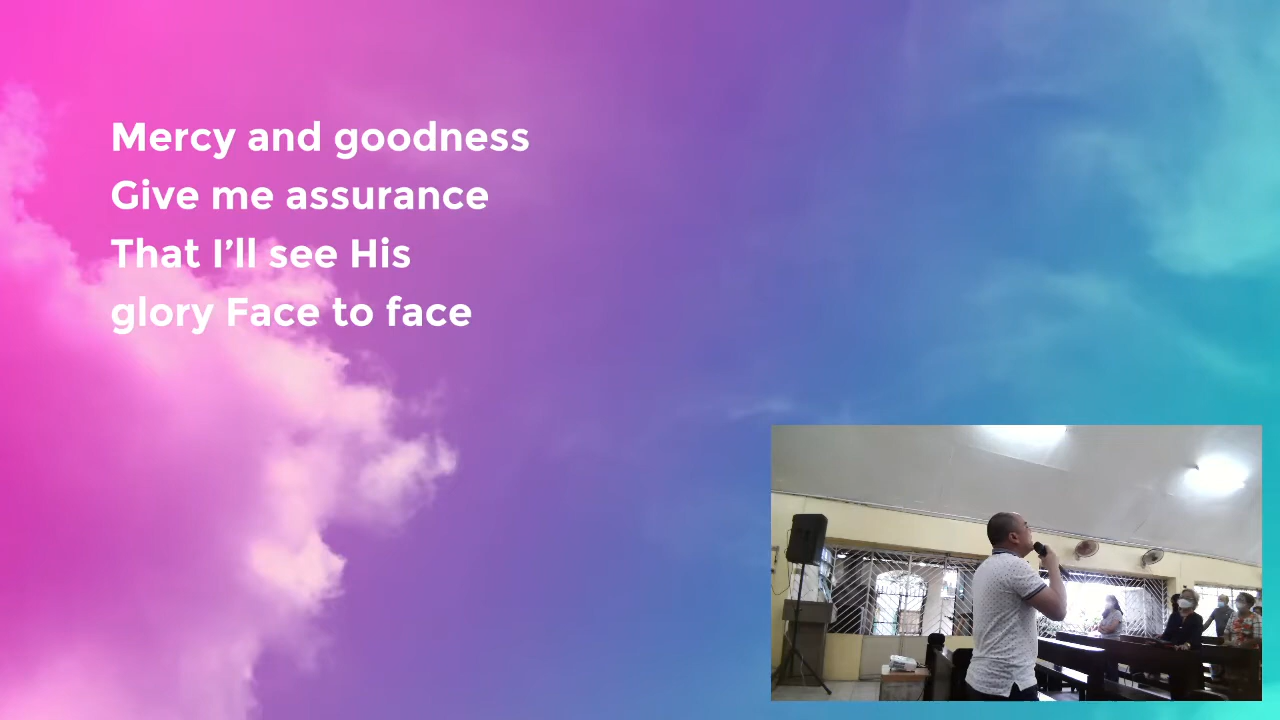 Mercy and goodness
Give me assurance
That I’ll see His
glory Face to face